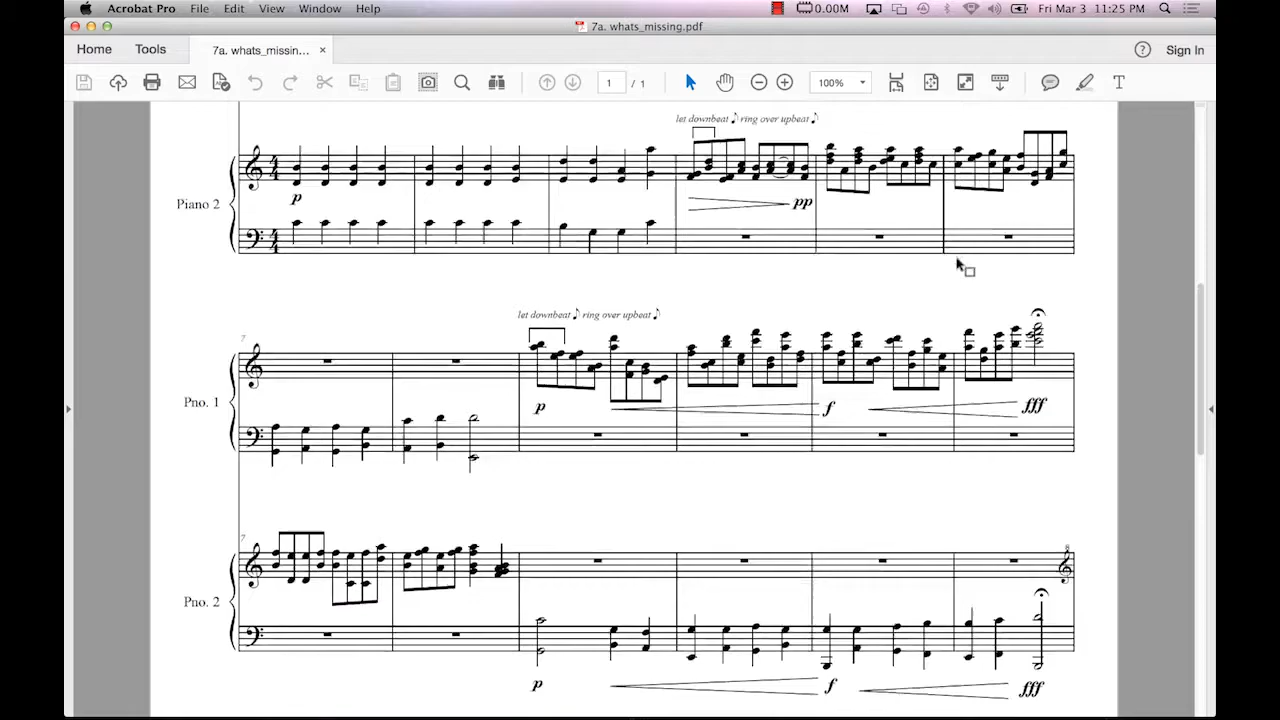 Acrobat Pro File Edit View Window Help 0.00M Fri Mar 3 11:25 PM
7a. whats_missing.pdf
Home Tools 7a. whats_missin... × ? Sign In
1 / 1 100% T
let downbeat ♪ ring over upbeat ♪
Piano 2
p pp
let downbeat ♪ ring over upbeat ♪
7
Pno. 1
p f fff
7
8
Pno. 2
p f fff